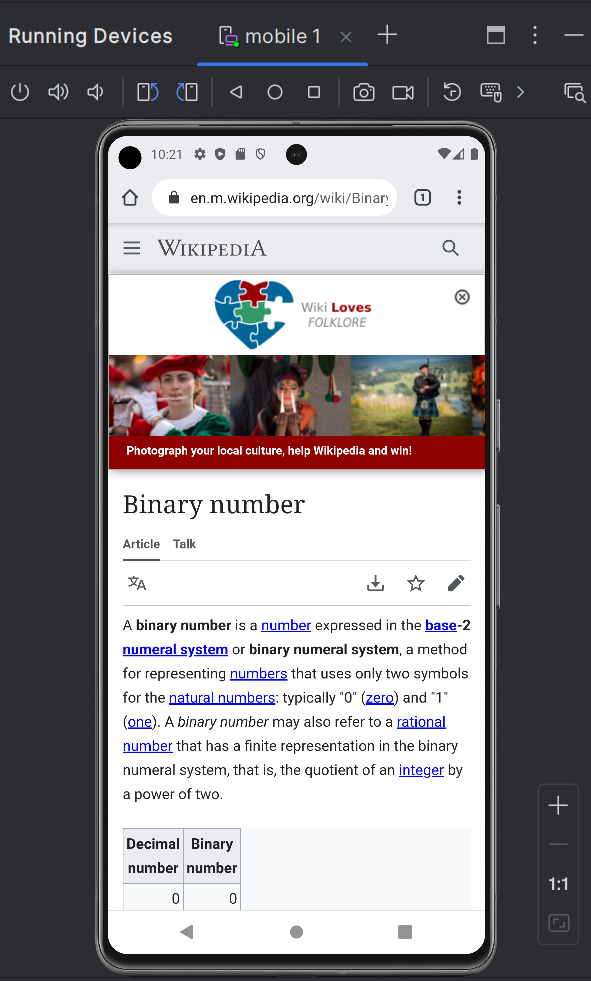 Running Devices
mobile 1
10:21
en.m.wikipedia.org/wiki/Binary
1
WIKIPEDIA
Wiki Loves
FOLKLORE
Photograph your local culture, help Wikipedia and win!
Binary number
Article Talk
A binary number is a number expressed in the base-2
numeral system or binary numeral system, a method
for representing numbers that uses only two symbols
for the natural numbers: typically "0" (zero) and "1"
(one). A binary number may also refer to a rational
number that has a finite representation in the binary
numeral system, that is, the quotient of an integer by
a power of two.
Decimal Binary
number number
0 0
1:1